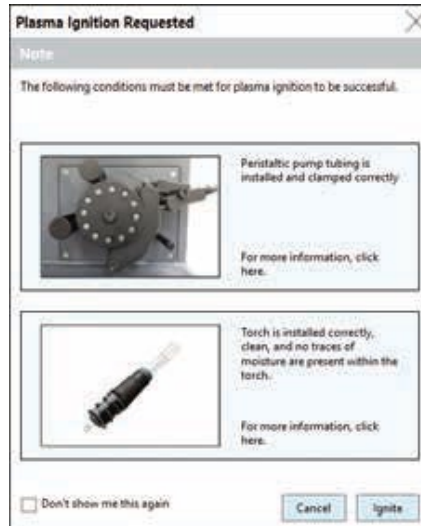 Plasma Ignition Requested
Note
The following conditions must be met for plasma ignition to be successful.
Peristaltic pump tubing is
installed and clamped correctly
For more information, click
here.
Torch is installed correctly,
clean, and no traces of
moisture are present within the
torch.
For more information, click
here.
Don't show me this again
Cancel
Ignite